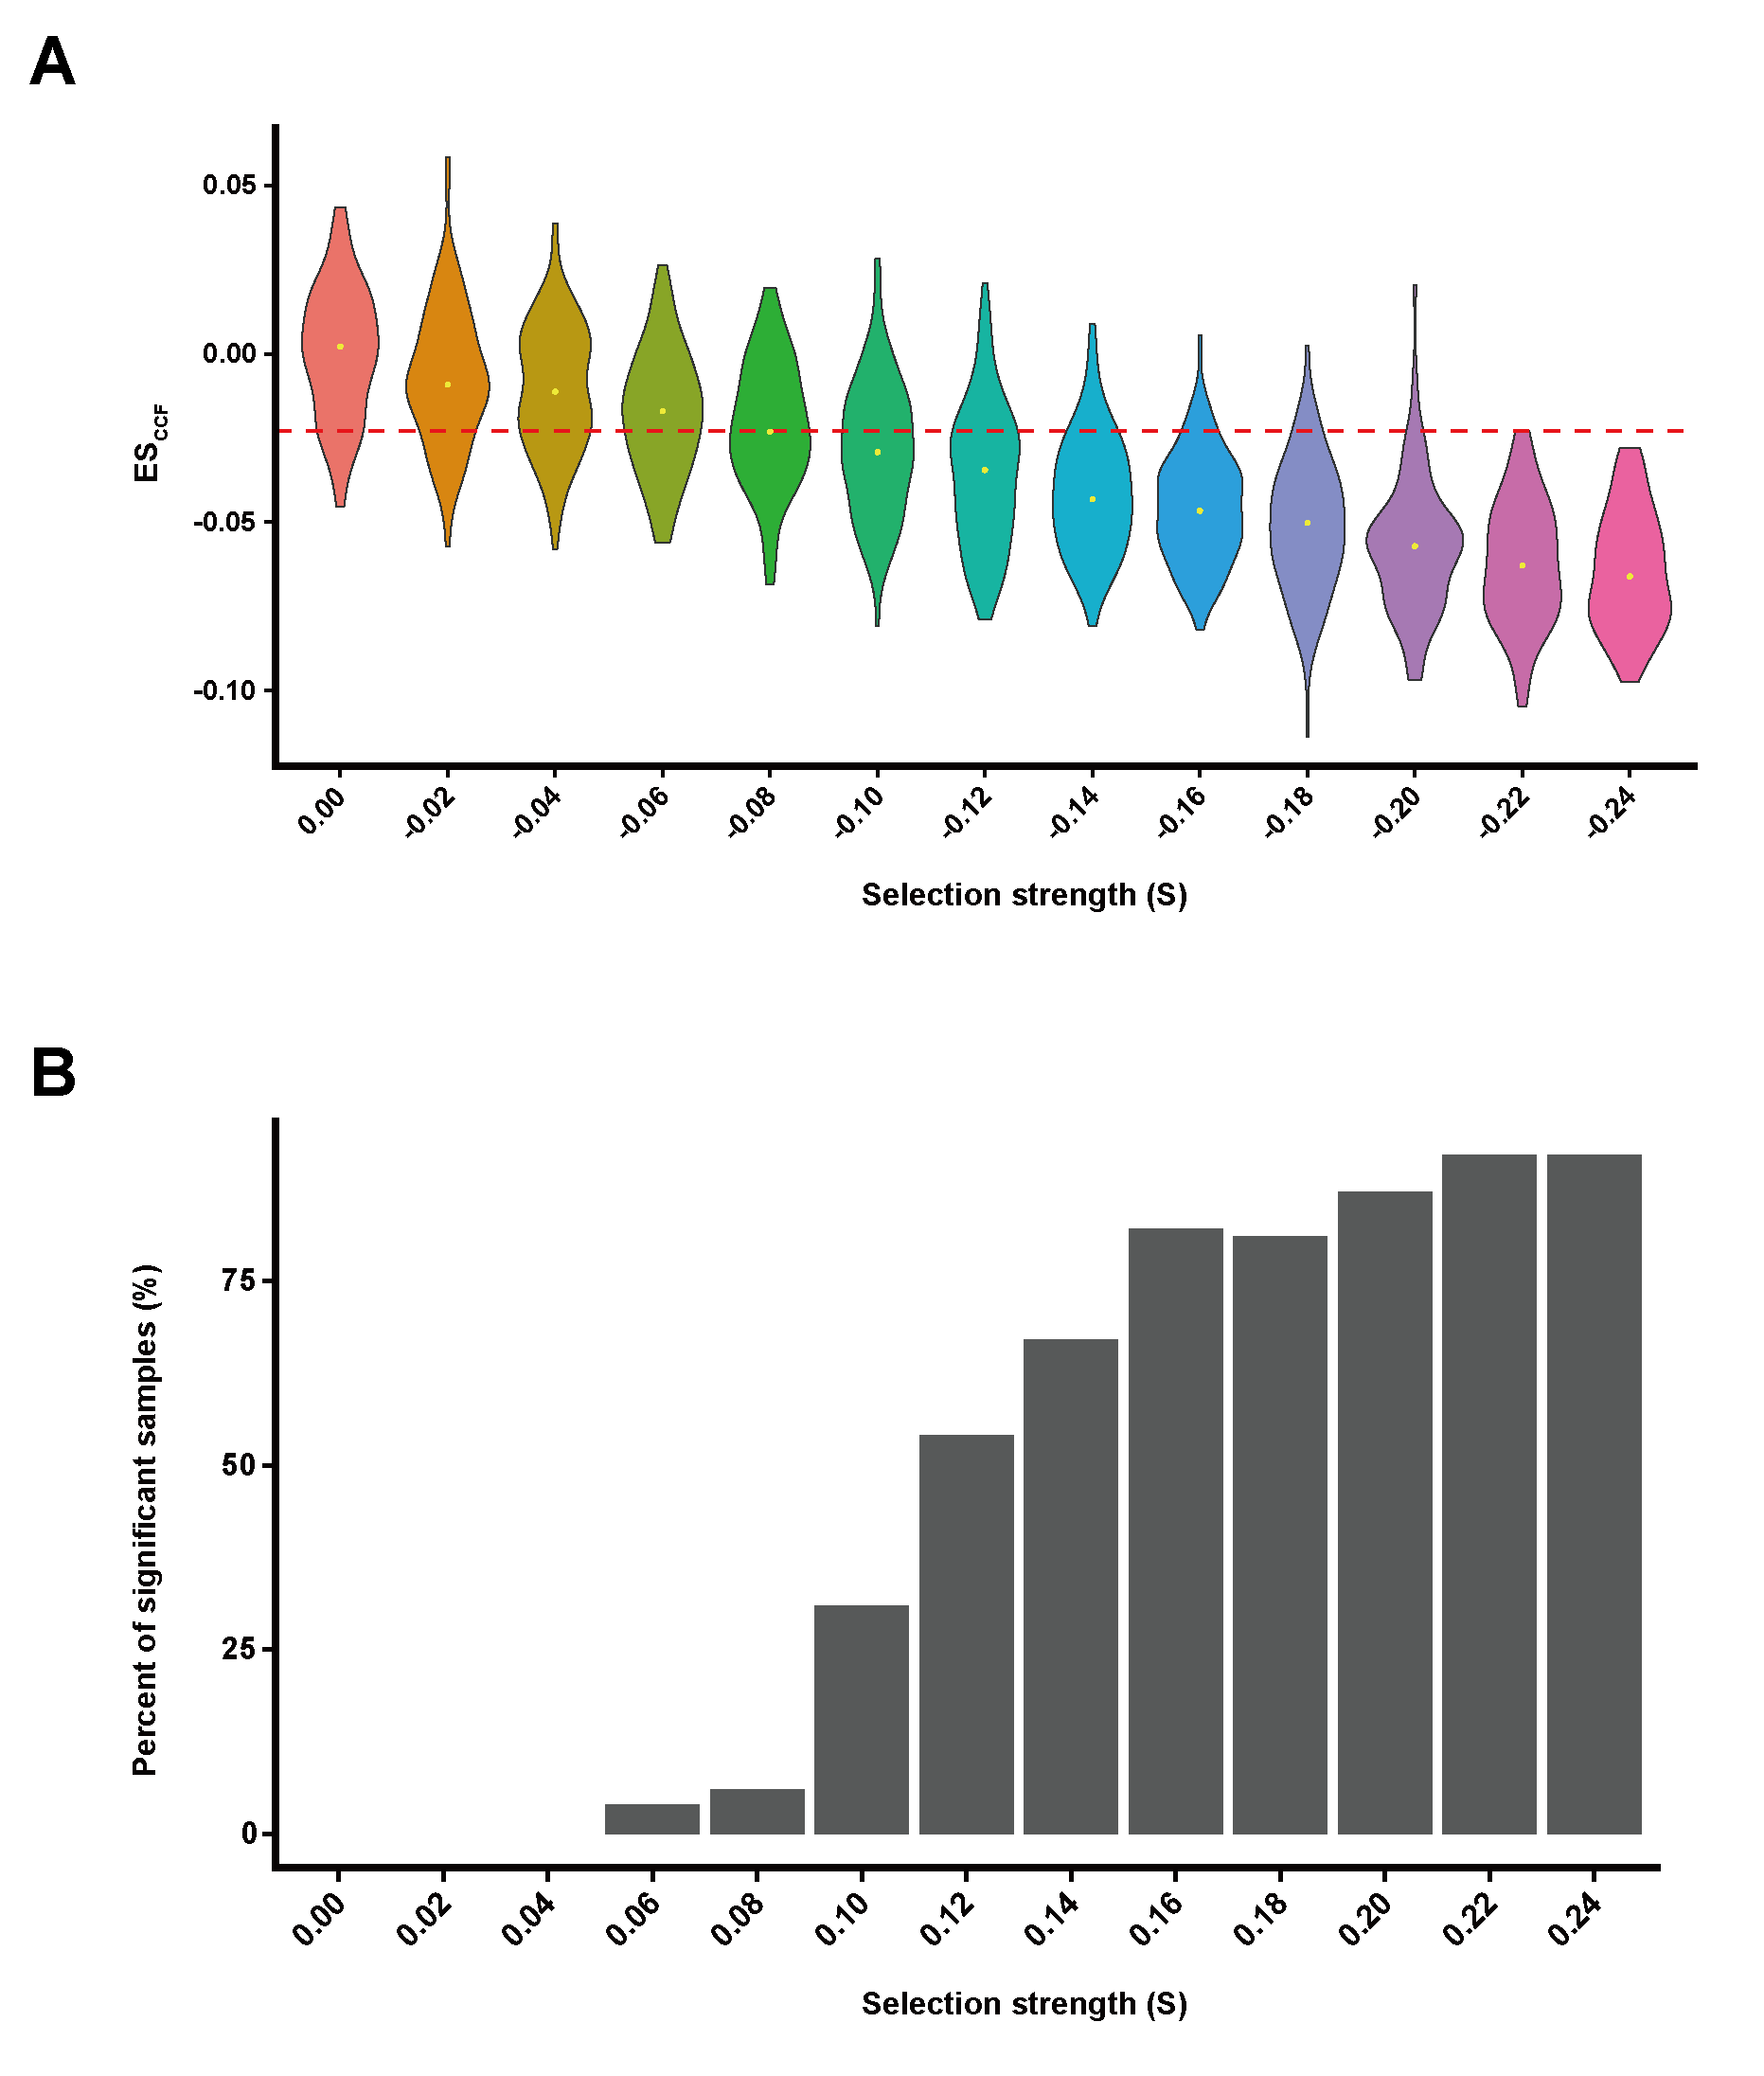 A
0.05
0.00
-0.05
-0.10
ES_CCF
0.00 -0.02 -0.04 -0.06 -0.08 -0.10 -0.12 -0.14 -0.16 -0.18 -0.20 -0.22 -0.24
Selection strength (S)
B
75
50
25
0
Percent of significant samples (%)
0.00 0.02 0.04 0.06 0.08 0.10 0.12 0.14 0.16 0.18 0.20 0.22 0.24
Selection strength (S)